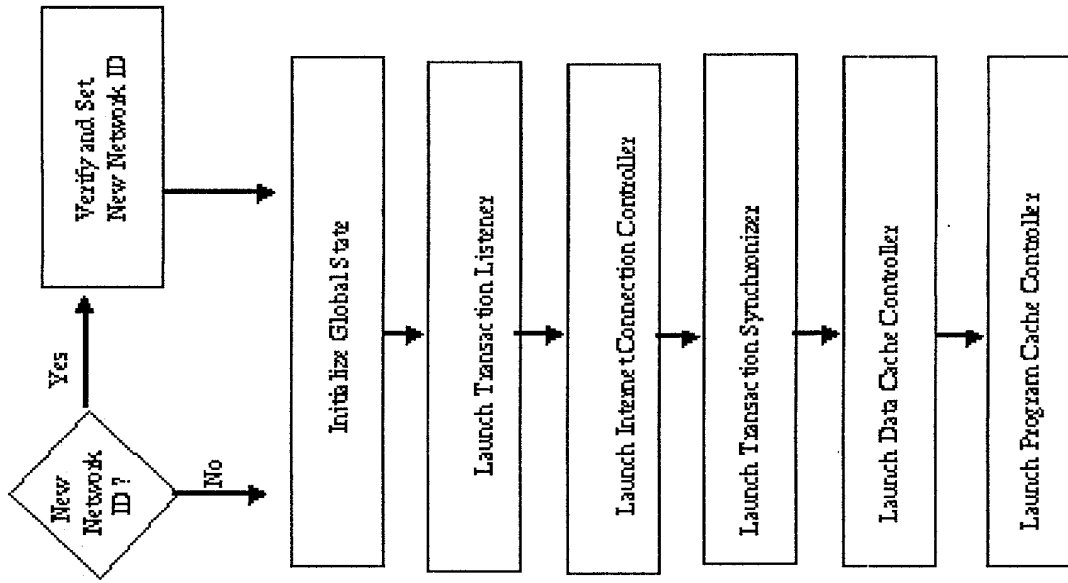 New
Network
ID ?
Yes
Verify and Set
New Network ID
No
Initialize Global State
Launch Transaction Listener
Launch Internet Connection Controller
Launch Transaction Synchronizer
Launch Data Cache Controller
Launch Program Cache Controller